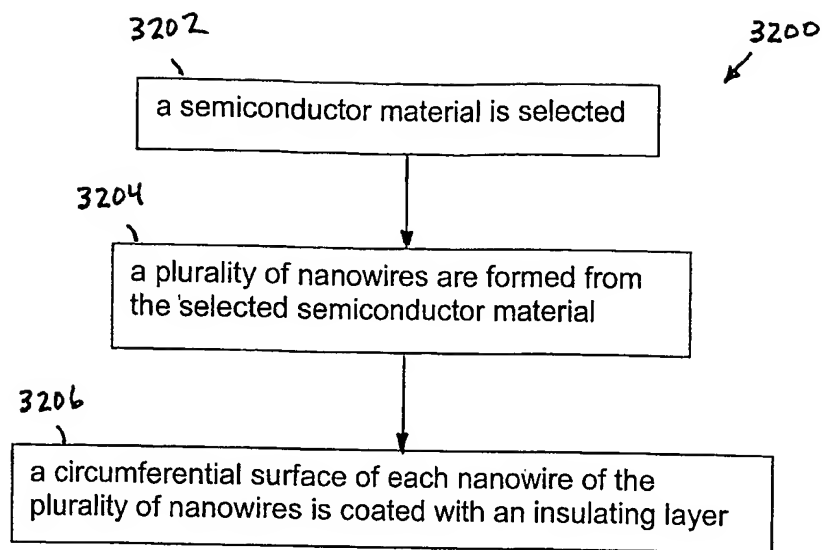 3202
3200
a semiconductor material is selected
3204
a plurality of nanowires are formed from
the selected semiconductor material
3206
a circumferential surface of each nanowire of the
plurality of nanowires is coated with an insulating layer